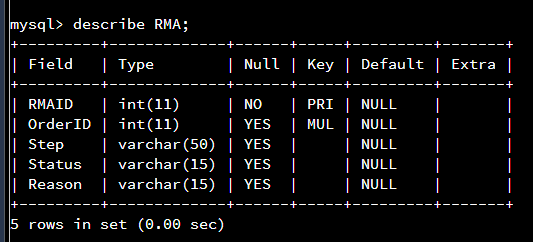 mysql> describe RMA;
+----------+-------------+------+-----+---------+-------+
| Field    | Type        | Null | Key | Default | Extra |
+----------+-------------+------+-----+---------+-------+
| RMAID    | int(11)     | NO   | PRI | NULL    |       |
| OrderID  | int(11)     | YES  | MUL | NULL    |       |
| Step     | varchar(50) | YES  |     | NULL    |       |
| Status   | varchar(15) | YES  |     | NULL    |       |
| Reason   | varchar(15) | YES  |     | NULL    |       |
+----------+-------------+------+-----+---------+-------+
5 rows in set (0.00 sec)